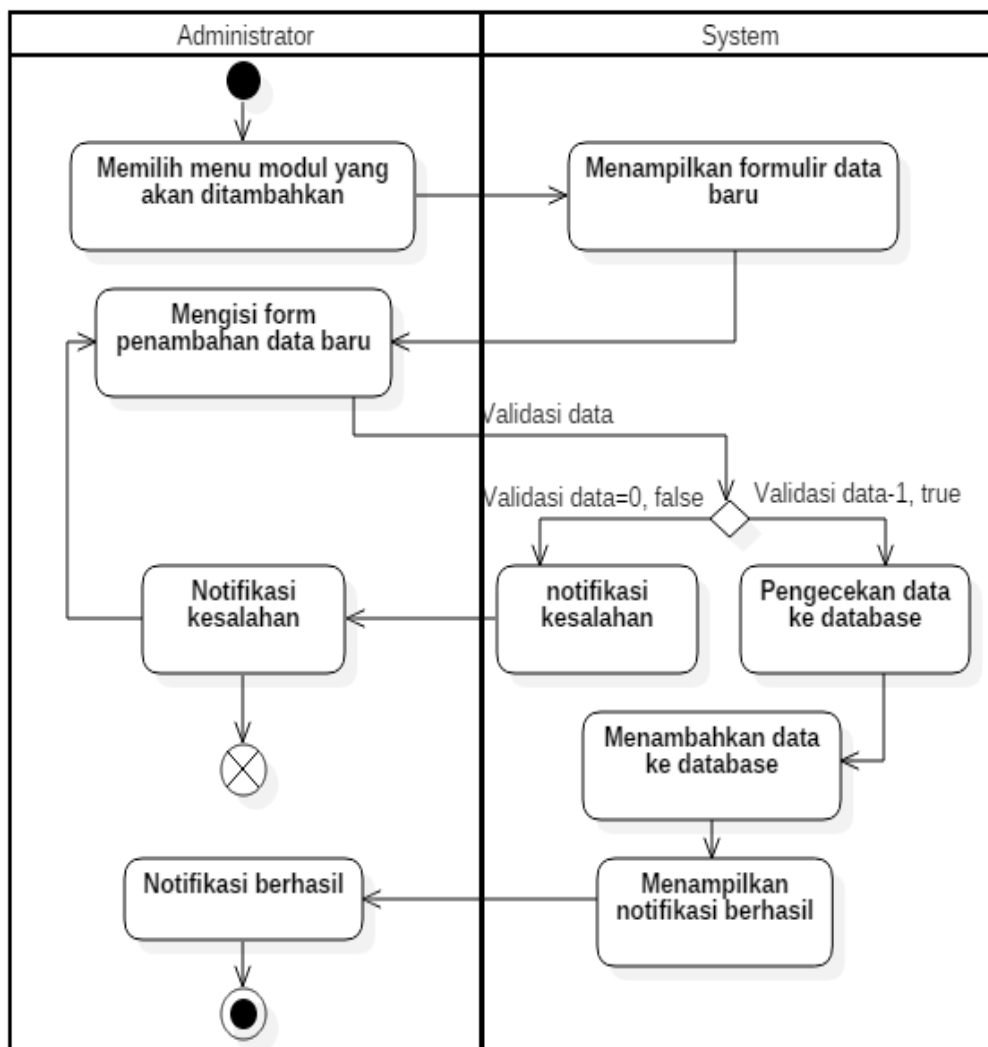 Administrator
System
Memilih menu modul yang
akan ditambahkan
Menampilkan formulir data
baru
Mengisi form
penambahan data baru
Validasi data
Validasi data=0, false
Validasi data-1, true
Notifikasi
kesalahan
notifikasi
kesalahan
Pengecekan data
ke database
Menambahkan data
ke database
Notifikasi berhasil
Menampilkan
notifikasi berhasil